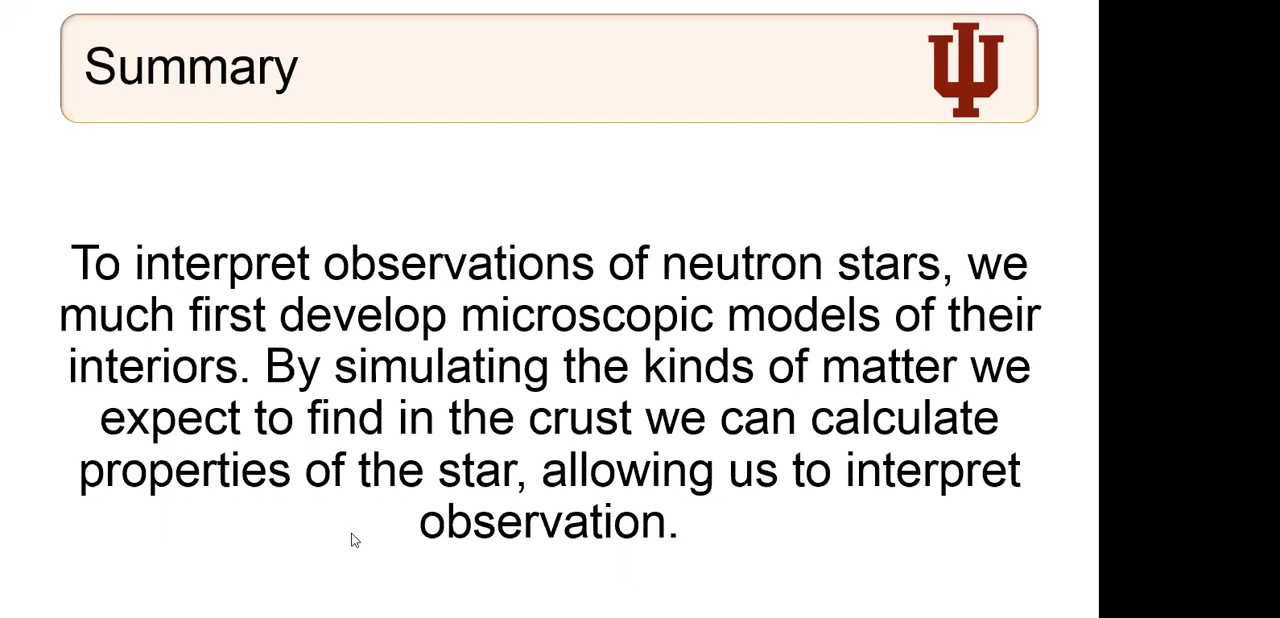 Summary
To interpret observations of neutron stars, we
much first develop microscopic models of their
interiors. By simulating the kinds of matter we
expect to find in the crust we can calculate
properties of the star, allowing us to interpret
observation.